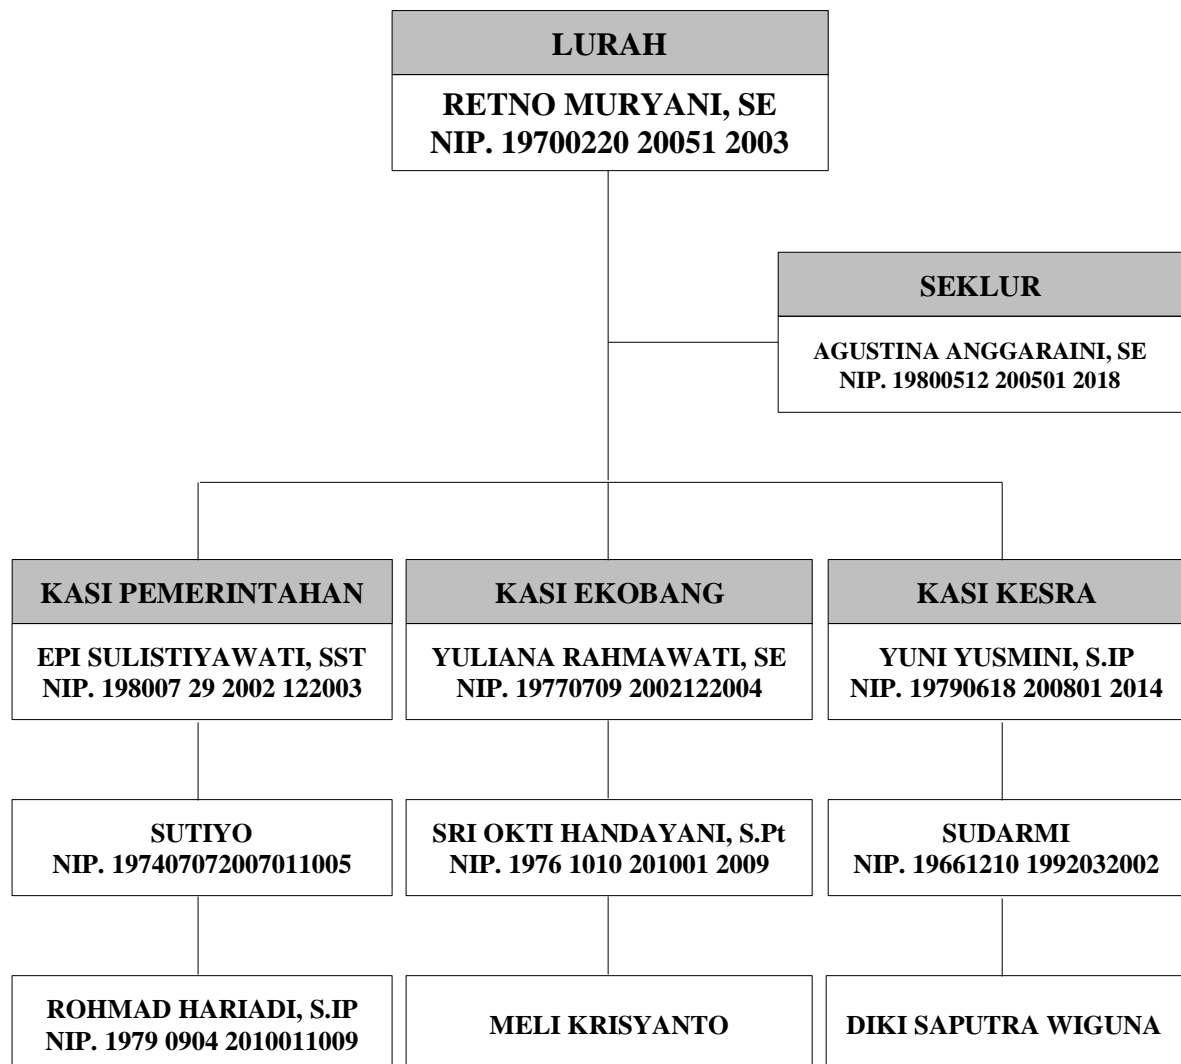 LURAH
RETNO MURYANI, SE
NIP. 19700220 20051 2003
SEKLUR
AGUSTINA ANGGARAINI, SE
NIP. 19800512 200501 2018
KASI PEMERINTAHAN
EPI SULISTIYAWATI, SST
NIP. 198007 29 2002 122003
KASI EKOBANG
YULIANA RAHMAWATI, SE
NIP. 19770709 2002122004
KASI KESRA
YUNI YUSMINI, S.IP
NIP. 19790618 200801 2014
SUTIYO
NIP. 197407072007011005
SRI OKTI HANDAYANI, S.Pt
NIP. 1976 1010 201001 2009
SUDARMI
NIP. 19661210 1992032002
ROHMAD HARIADI, S.IP
NIP. 1979 0904 2010011009
MELI KRISYANTO
DIKI SAPUTRA WIGUNA